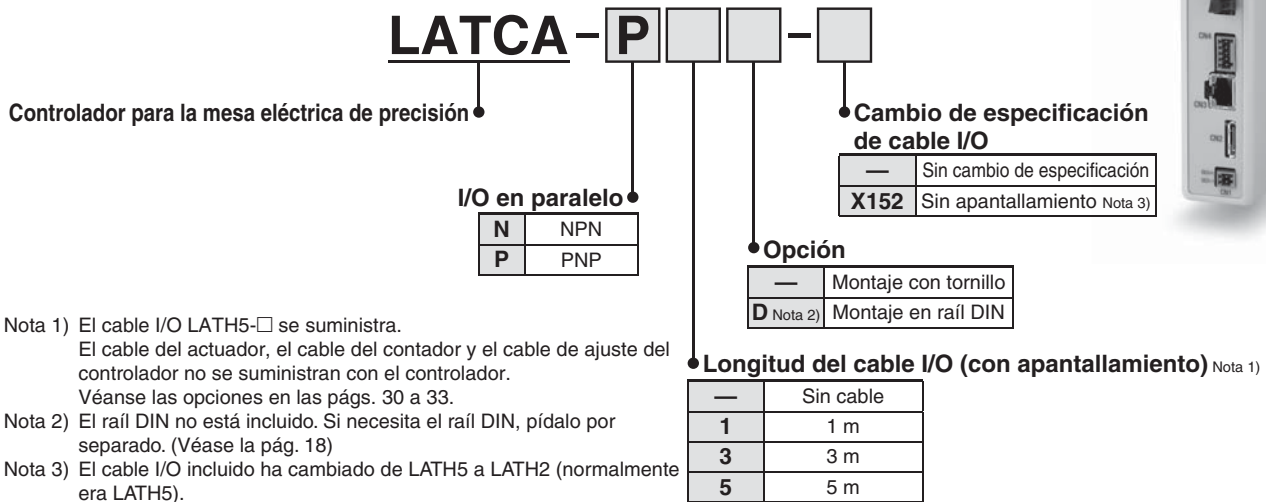 LATCA-P□□-□
Controlador para la mesa eléctrica de precisión
Cambio de especificación
de cable I/O
— Sin cambio de especificación
X152 Sin apantallamiento Nota 3)
I/O en paralelo
N NPN
P PNP
Opción
— Montaje con tornillo
D Nota 2) Montaje en raíl DIN
Longitud del cable I/O (con apantallamiento) Nota 1)
— Sin cable
1 1 m
3 3 m
5 5 m
Nota 1) El cable I/O LATH5-□ se suministra.
El cable del actuador, el cable del contador y el cable de ajuste del
controlador no se suministran con el controlador.
Véanse las opciones en las págs. 30 a 33.
Nota 2) El raíl DIN no está incluido. Si necesita el raíl DIN, pídalo por
separado. (Véase la pág. 18)
Nota 3) El cable I/O incluido ha cambiado de LATH5 a LATH2 (normalmente
era LATH5).
CN4
CN3
CN2
CN1